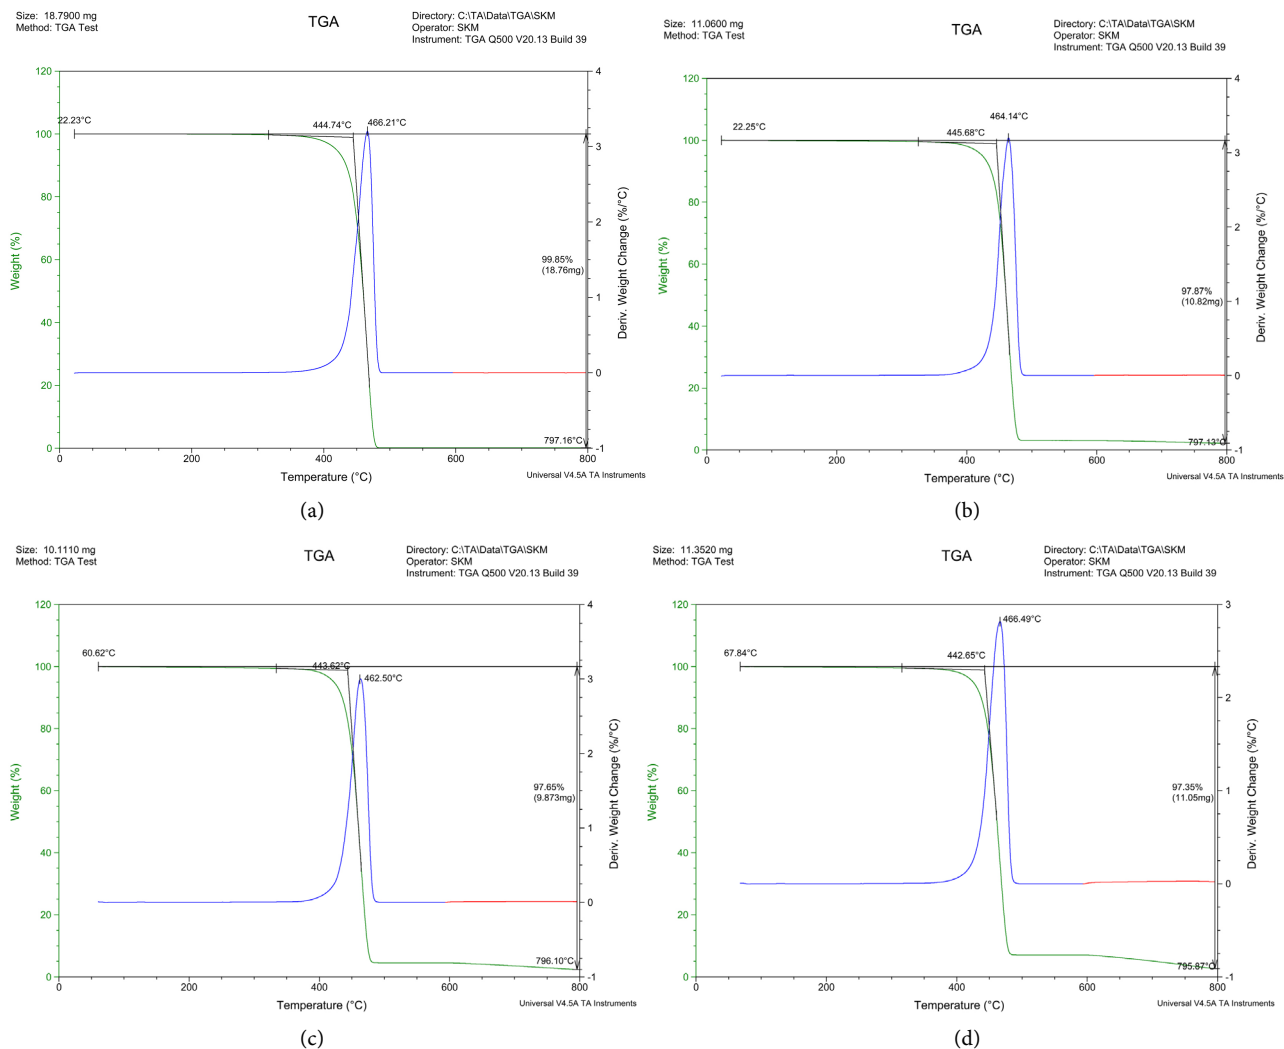 Size: 18.7900 mg
Method: TGA Test
TGA
Directory: C:\TA\Data\TGA\SKM
Operator: SKM
Instrument: TGA Q500 V20.13 Build 39
120
100
80
60
40
20
0
Weight (%)
22.23°C
444.74°C
466.21°C
99.85%
(18.76mg)
797.16°C
4
3
2
1
0
-1
Deriv. Weight Change (%/°C)
0
200
400
600
800
Temperature (°C)
Universal V4.5A TA Instruments
(a)
Size: 11.0600 mg
Method: TGA Test
TGA
Directory: C:\TA\Data\TGA\SKM
Operator: SKM
Instrument: TGA Q500 V20.13 Build 39
120
100
80
60
40
20
0
Weight (%)
22.25°C
445.68°C
464.14°C
97.87%
(10.82mg)
797.13°C
4
3
2
1
0
-1
Deriv. Weight Change (%/°C)
0
200
400
600
800
Temperature (°C)
Universal V4.5A TA Instruments
(b)
Size: 10.1110 mg
Method: TGA Test
TGA
Directory: C:\TA\Data\TGA\SKM
Operator: SKM
Instrument: TGA Q500 V20.13 Build 39
120
100
80
60
40
20
0
Weight (%)
60.62°C
443.62°C
462.50°C
97.65%
(9.873mg)
796.10°C
4
3
2
1
0
-1
Deriv. Weight Change (%/°C)
0
200
400
600
800
Temperature (°C)
Universal V4.5A TA Instruments
(c)
Size: 11.3520 mg
Method: TGA Test
TGA
Directory: C:\TA\Data\TGA\SKM
Operator: SKM
Instrument: TGA Q500 V20.13 Build 39
120
100
80
60
40
20
0
Weight (%)
67.84°C
442.65°C
466.49°C
97.35%
(11.05mg)
795.87°C
3
2
1
0
-1
Deriv. Weight Change (%/°C)
0
200
400
600
800
Temperature (°C)
Universal V4.5A TA Instruments
(d)